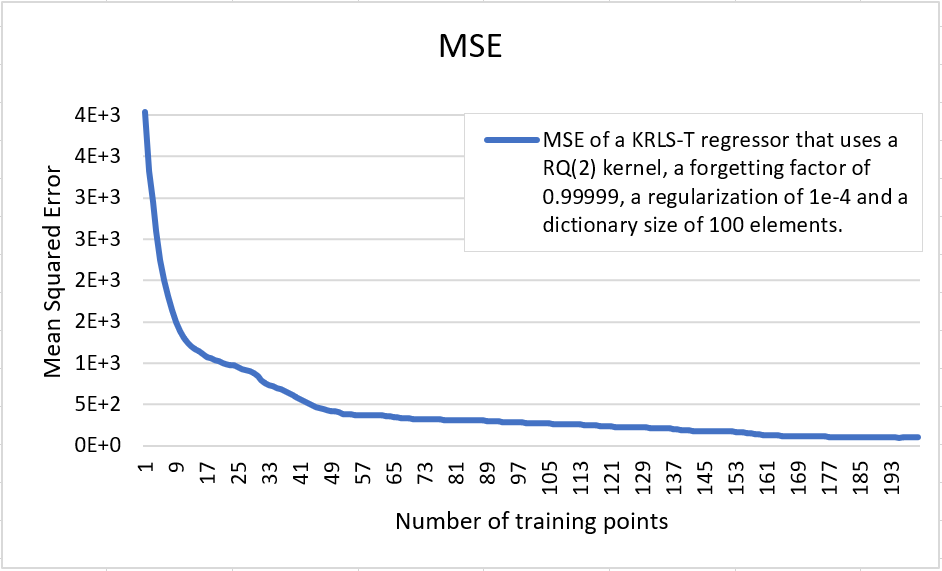 MSE
4E+3
4E+3
3E+3
3E+3
2E+3
2E+3
1E+3
5E+2
0E+0
Mean Squared Error
MSE of a KRLS-T regressor that uses a
RQ(2) kernel, a forgetting factor of
0.99999, a regularization of 1e-4 and a
dictionary size of 100 elements.
1 9 17 25 33 41 49 57 65 73 81 89 97 105 113 121 129 137 145 153 161 169 177 185 193
Number of training points